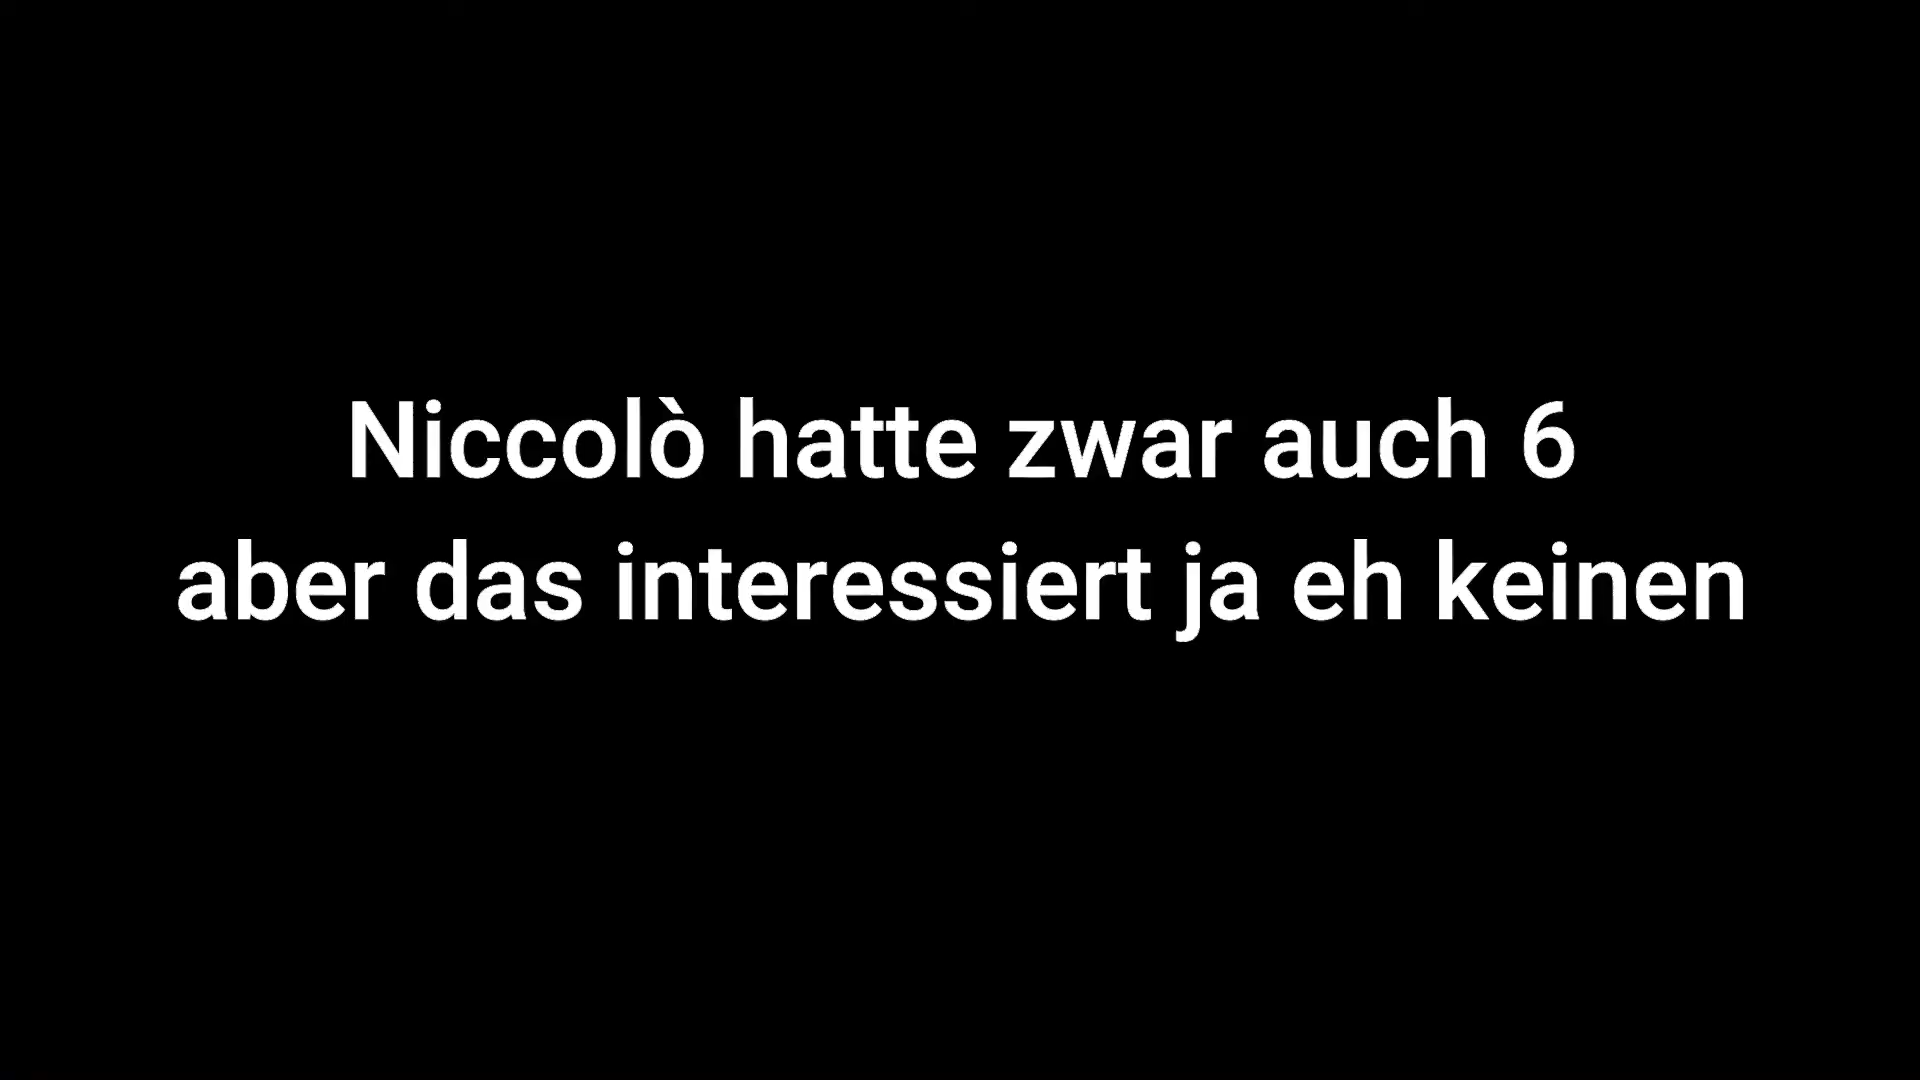 Niccolò hatte zwar auch 6
aber das interessiert ja eh keinen